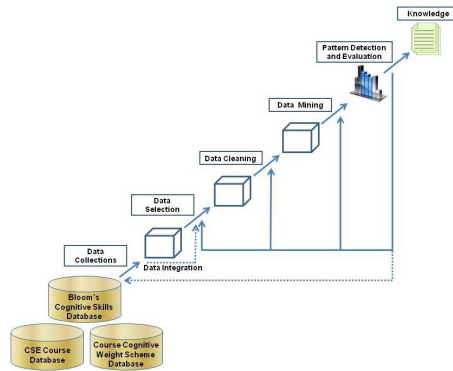 Knowledge
Pattern Detection
and Evaluation
Data Mining
Data Cleaning
Data
Selection
Data
Collections
Data Integration
Bloom's
Cognitive Skills
Database
CSE Course
Database
Course Cognitive
Weight Scheme
Database